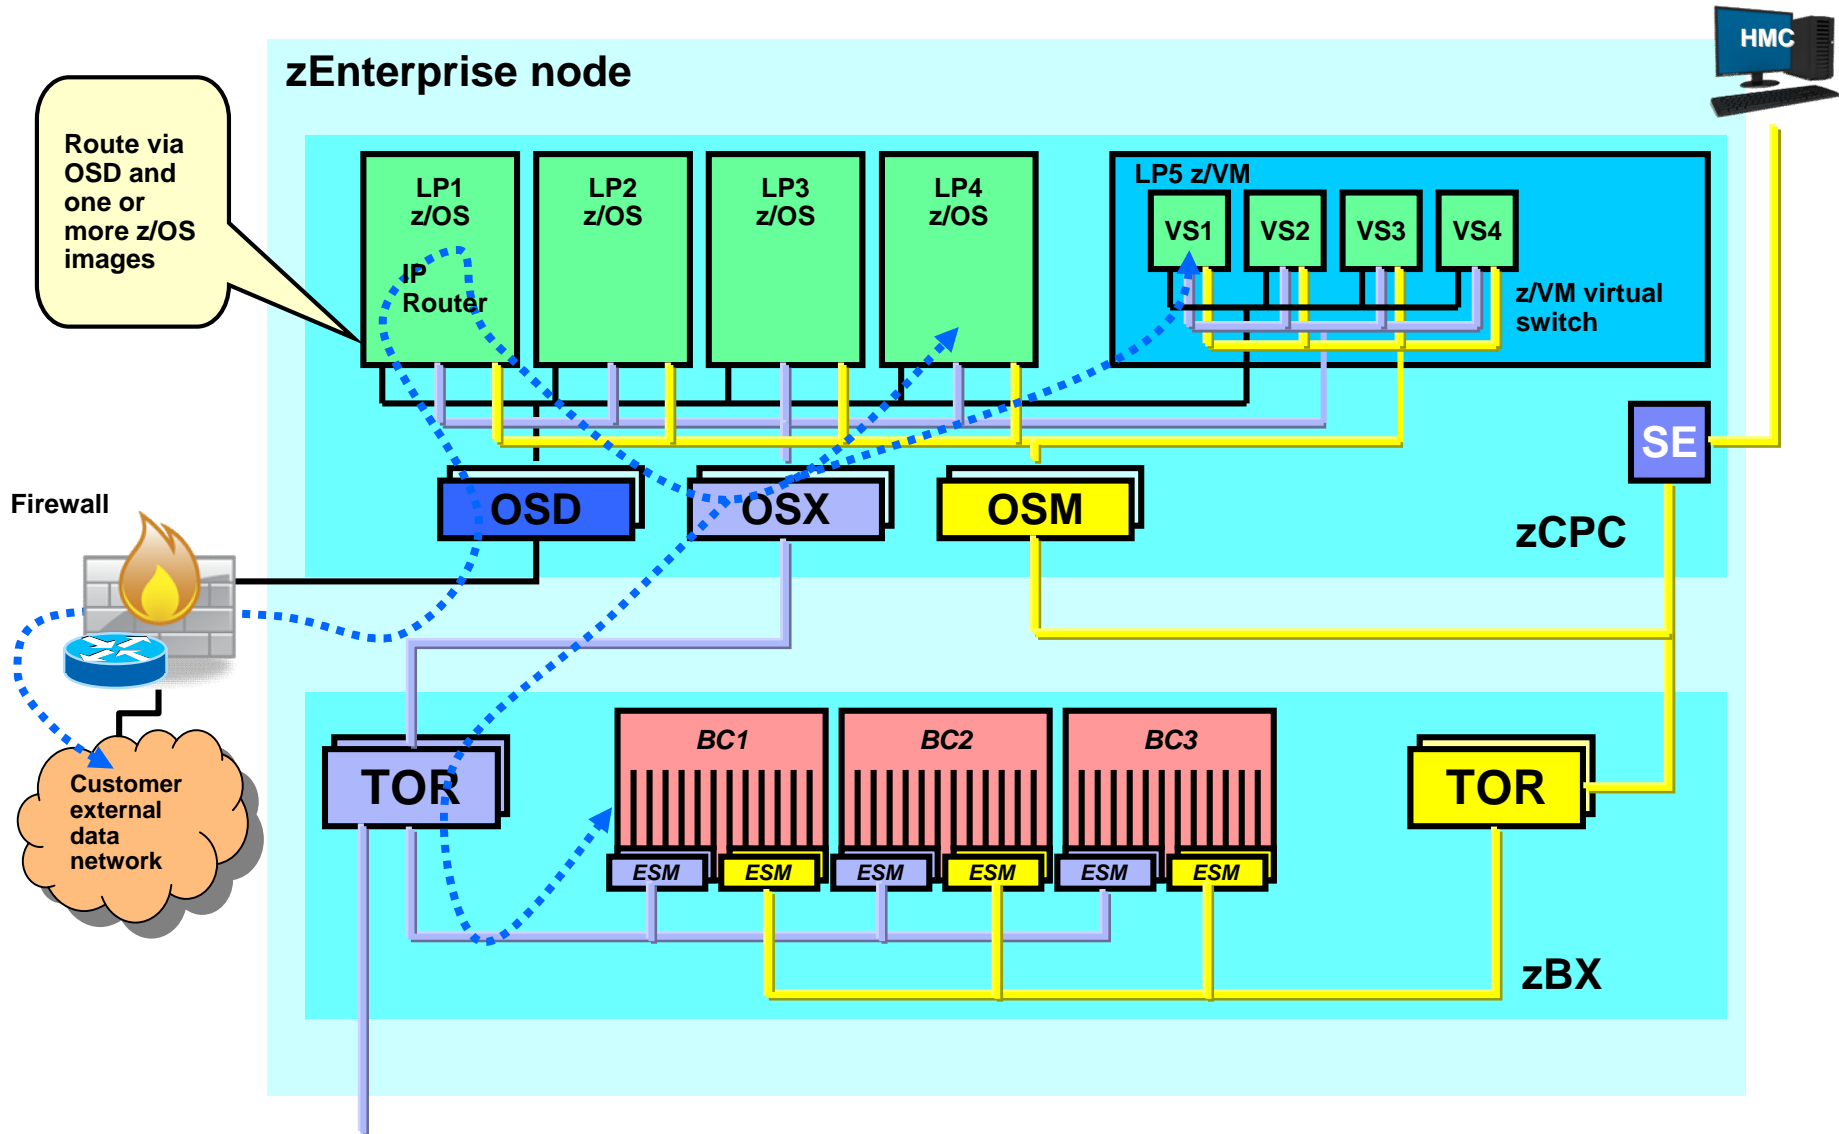 HMC
zEnterprise node
Route via
OSD and
one or
more z/OS
images
LP1
z/OS
IP
Router
LP2
z/OS
LP3
z/OS
LP4
z/OS
LP5 z/VM
VS1
VS2
VS3
VS4
z/VM virtual
switch
SE
OSD
OSX
OSM
zCPC
Firewall
Customer
external
data
network
TOR
BC1
BC2
BC3
TOR
ESM
ESM
ESM
ESM
ESM
ESM
zBX